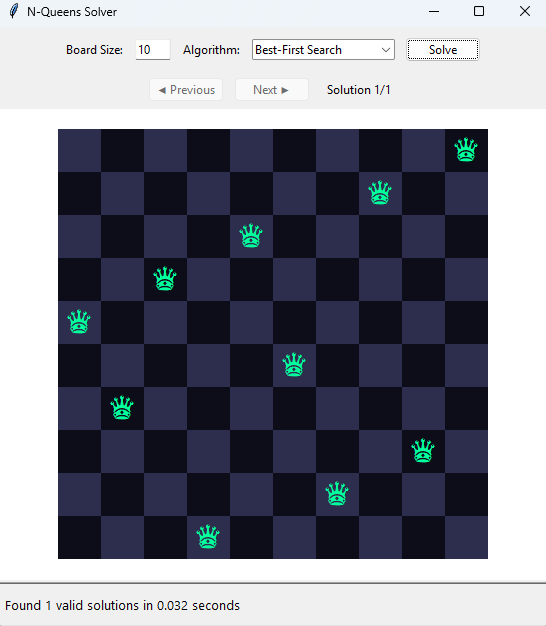 N-Queens Solver
Board Size: 10 Algorithm: Best-First Search Solve
◄ Previous Next ► Solution 1/1
Found 1 valid solutions in 0.032 seconds